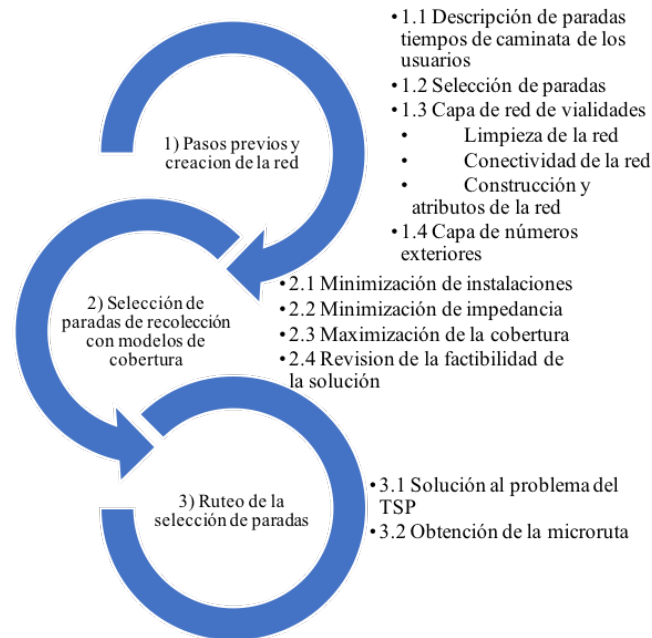 1) Pasos previos y
creacion de la red
• 1.1 Descripción de paradas
tiempos de caminata de los
usuarios
• 1.2 Selección de paradas
• 1.3 Capa de red de vialidades
• Limpieza de la red
• Conectividad de la red
• Construcción y
atributos de la red
• 1.4 Capa de números
exteriores
2) Selección de
paradas de recolección
con modelos de
cobertura
• 2.1 Minimización de instalaciones
• 2.2 Minimización de impedancia
• 2.3 Maximización de la cobertura
• 2.4 Revision de la factibilidad de
la solución
3) Ruteo de la
selección de paradas
• 3.1 Solución al problema del
TSP
• 3.2 Obtención de la microruta